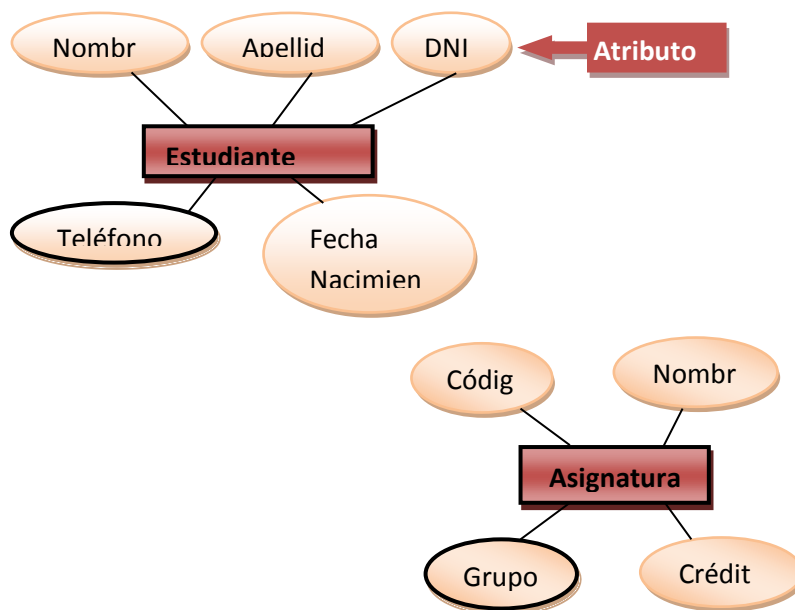 Nombr
Apellid
DNI
Atributo
Estudiante
Teléfono
Fecha
Nacimien
Códig
Nombr
Asignatura
Grupo
Crédit